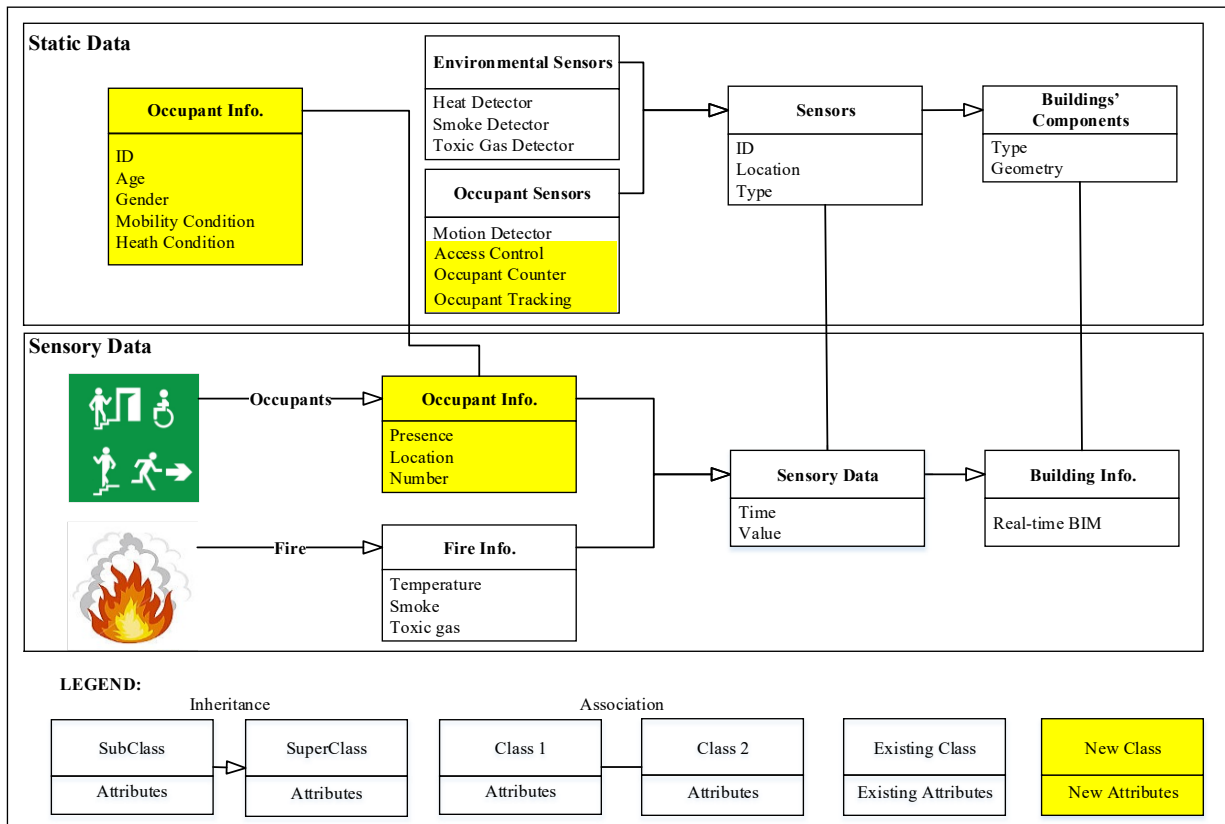 Static Data
Occupant Info.
ID
Age
Gender
Mobility Condition
Heath Condition
Environmental Sensors
Heat Detector
Smoke Detector
Toxic Gas Detector
Occupant Sensors
Motion Detector
Access Control
Occupant Counter
Occupant Tracking
Sensors
ID
Location
Type
Buildings'
Components
Type
Geometry
Sensory Data
Occupants
Occupant Info.
Presence
Location
Number
Fire
Fire Info.
Temperature
Smoke
Toxic gas
Sensory Data
Time
Value
Building Info.
Real-time BIM
LEGEND:
Inheritance
SubClass
Attributes
SuperClass
Attributes
Association
Class 1
Attributes
Class 2
Attributes
Existing Class
Existing Attributes
New Class
New Attributes